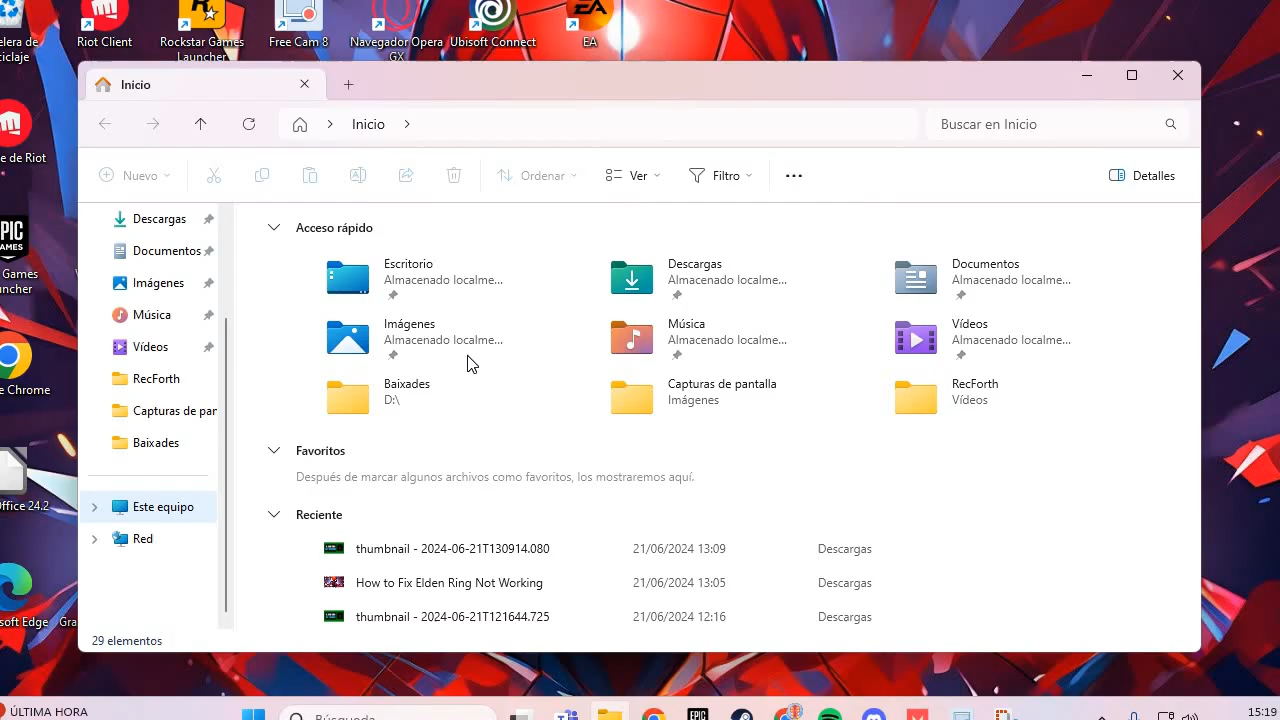 elera de
ciclaje
Riot Client
Rockstar Games
Launcher
Free Cam 8
Navegador Opera
GX
Ubisoft Connect
EA
e de Riot
EPIC
GAMES
Games
uncher
e Chrome
Office 24.2
soft Edge
Gra
Inicio
Inicio
Buscar en Inicio
Nuevo
Ordenar
Ver
Filtro
Detalles
Descargas
Documentos
Imágenes
Música
Vídeos
RecForth
Capturas de par
Baixades
Este equipo
Red
Acceso rápido
Escritorio
Almacenado localme...
Descargas
Almacenado localme...
Documentos
Almacenado localme...
Imágenes
Almacenado localme...
Música
Almacenado localme...
Vídeos
Almacenado localme...
Baixades
D:\
Capturas de pantalla
Imágenes
RecForth
Vídeos
Favoritos
Después de marcar algunos archivos como favoritos, los mostraremos aquí.
Reciente
thumbnail - 2024-06-21T130914.080 21/06/2024 13:09 Descargas
How to Fix Elden Ring Not Working 21/06/2024 13:05 Descargas
thumbnail - 2024-06-21T121644.725 21/06/2024 12:16 Descargas
29 elementos
ÚLTIMA HORA
Búsqueda
EPIC
15:19